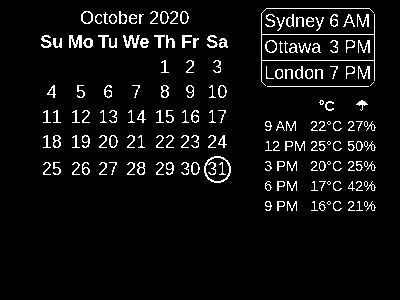 October 2020
Su Mo Tu We Th Fr Sa
1 2 3
4 5 6 7 8 9 10
11 12 13 14 15 16 17
18 19 20 21 22 23 24
25 26 27 28 29 30 31
Sydney 6 AM
Ottawa 3 PM
London 7 PM
°C ☂
9 AM 22°C 27%
12 PM 25°C 50%
3 PM 20°C 25%
6 PM 17°C 42%
9 PM 16°C 21%